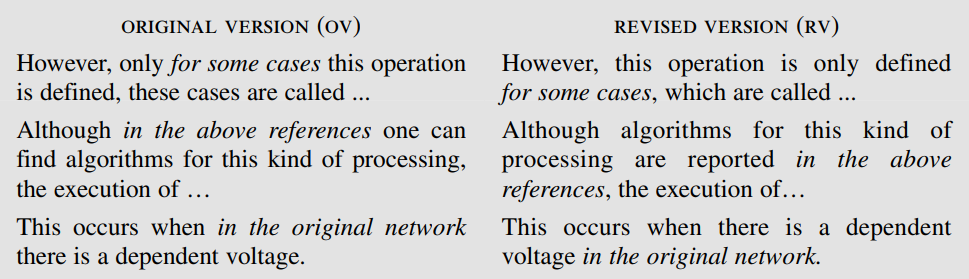 ORIGINAL VERSION (OV)
However, only for some cases this operation
is defined, these cases are called ...
Although in the above references one can
find algorithms for this kind of processing,
the execution of …
This occurs when in the original network
there is a dependent voltage.
REVISED VERSION (RV)
However, this operation is only defined
for some cases, which are called ...
Although algorithms for this kind of
processing are reported in the above
references, the execution of…
This occurs when there is a dependent
voltage in the original network.